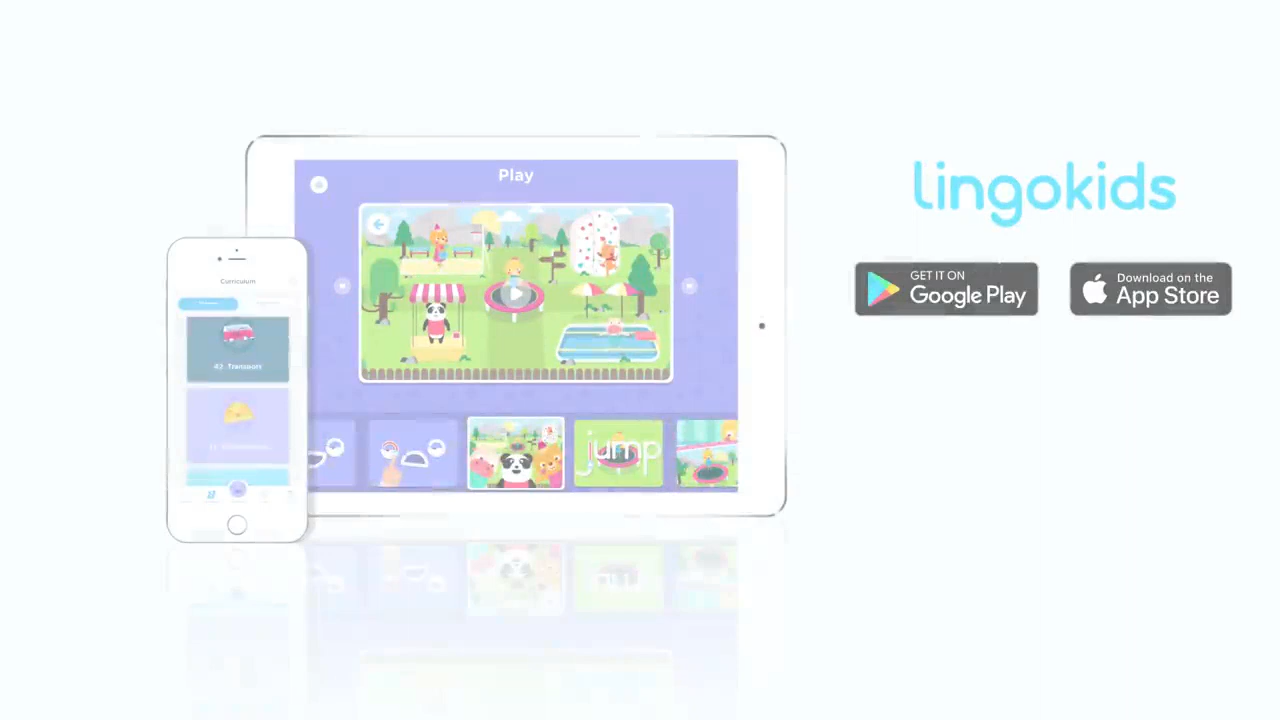 lingokids
GET IT ON
Google Play
Download on the
App Store
Play
Curriculum
42. Transport
jump